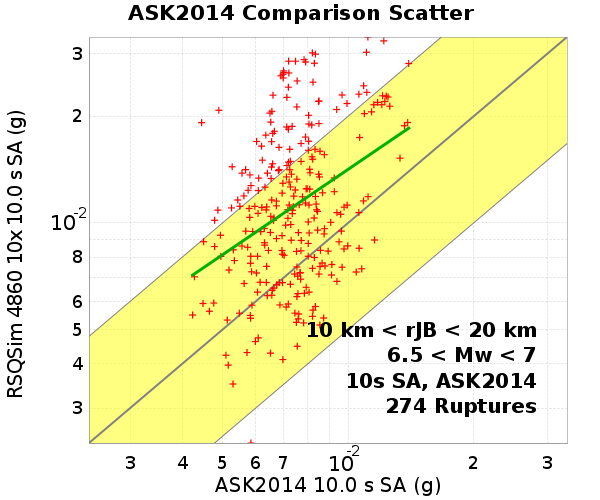 ASK2014 Comparison Scatter
RSQSim 4860 10x 10.0 s SA (g)
3
2
10-2
8
6
5
4
3
10 km < rJB < 20 km
6.5 < Mw < 7
10s SA, ASK2014
274 Ruptures
3 4 5 6 7 10-2 2 3
ASK2014 10.0 s SA (g)